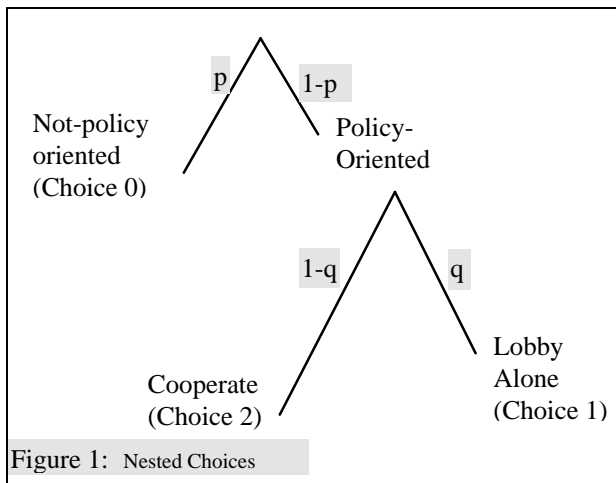 p
1-p
Not-policy
oriented
(Choice 0)
Policy-
Oriented
1-q
q
Cooperate
(Choice 2)
Lobby
Alone
(Choice 1)
Figure 1: Nested Choices